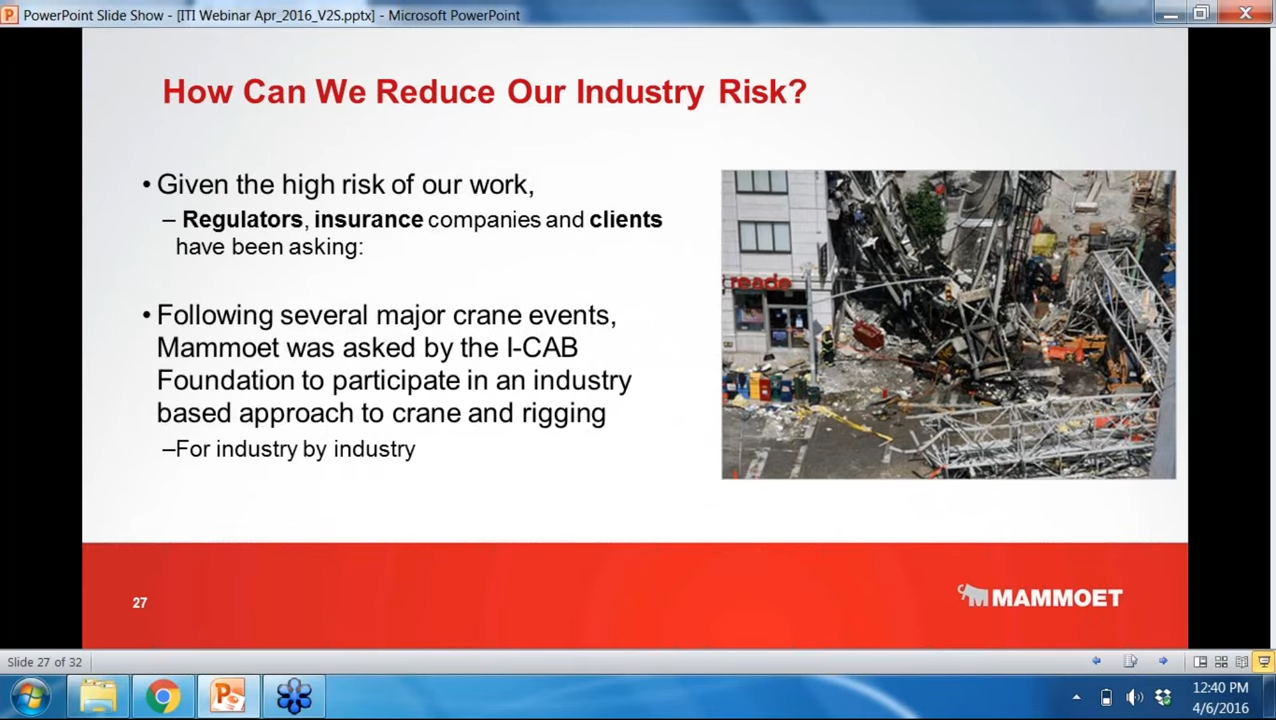 PowerPoint Slide Show - [ITI Webinar Apr_2016_V2S.pptx] - Microsoft PowerPoint
How Can We Reduce Our Industry Risk?
• Given the high risk of our work,
– Regulators, insurance companies and clients
have been asking:
• Following several major crane events,
Mammoet was asked by the I-CAB
Foundation to participate in an industry
based approach to crane and rigging
–For industry by industry
reade
27
MAMMOET
Slide 27 of 32
12:40 PM
4/6/2016